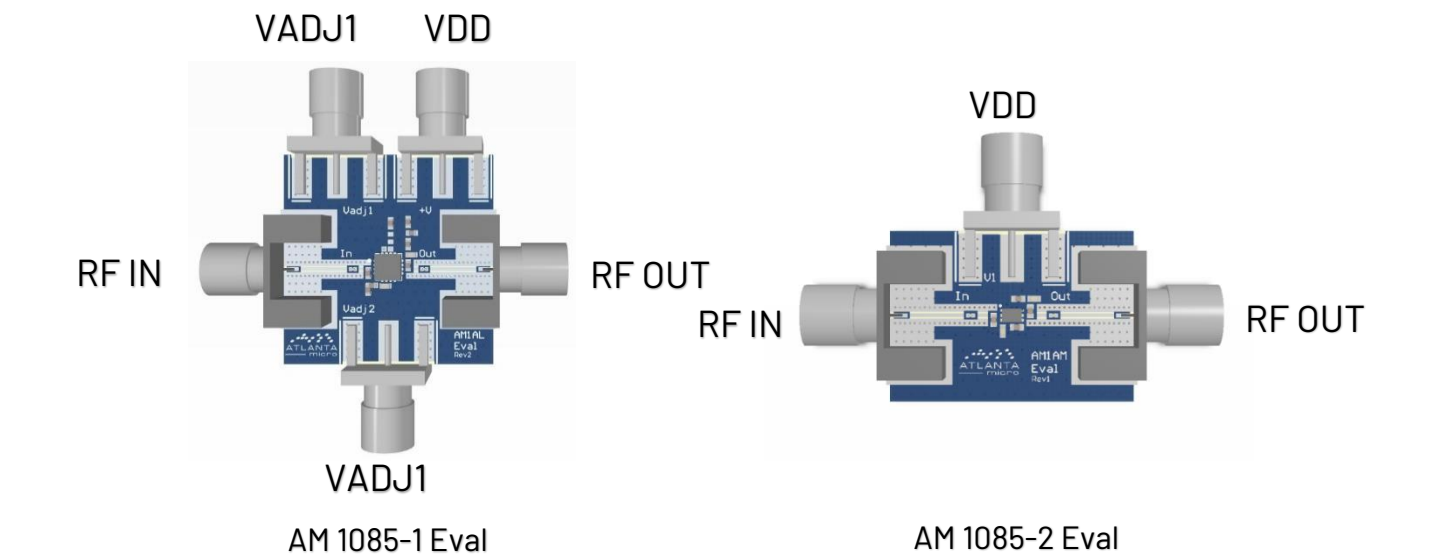 VADJ1 VDD
VDD
Vadj1 +V
In Out
RF IN RF OUT
V1
In Out
RF IN RF OUT
Vadj2
ATLANTA
micro
AM1AL
Eval
Rev2
ATLANTA
micro
AM1AM
Eval
Rev1
VADJ1
AM 1085-1 Eval
AM 1085-2 Eval